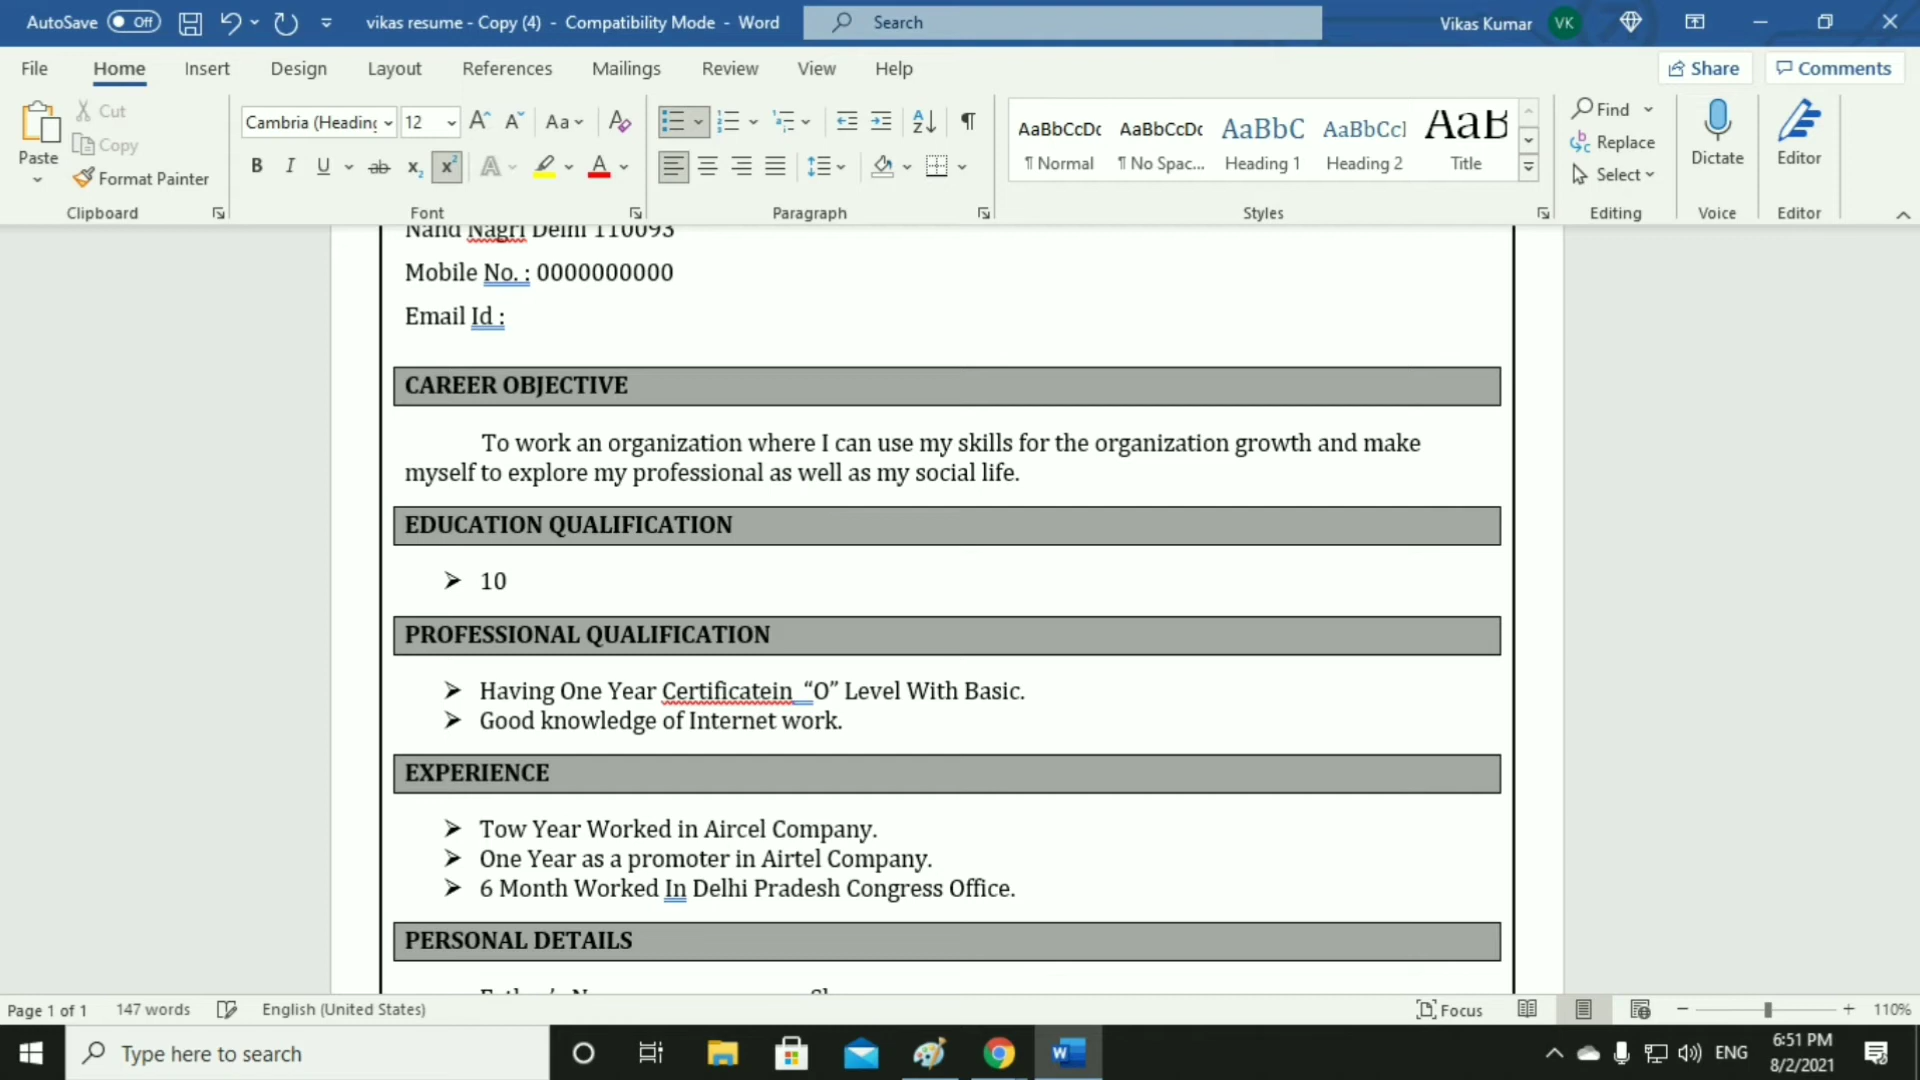 AutoSave Off vikas resume - Copy (4) - Compatibility Mode - Word Search Vikas Kumar VK
File Home Insert Design Layout References Mailings Review View Help Share Comments
Paste Cut Copy Format Painter
Clipboard
Cambria (Heading 12
Font
Paragraph
AaBbCcDc AaBbCcDc AaBbC AaBbCcI AaB
¶ Normal ¶ No Spac... Heading 1 Heading 2 Title
Styles
Find Replace Select
Editing
Dictate
Voice
Editor
Editor
Nand Nagri Delhi 110093
Mobile No. : 0000000000
Email Id :
CAREER OBJECTIVE
To work an organization where I can use my skills for the organization growth and make
myself to explore my professional as well as my social life.
EDUCATION QUALIFICATION
➢ 10
PROFESSIONAL QUALIFICATION
➢ Having One Year Certificatein “O” Level With Basic.
➢ Good knowledge of Internet work.
EXPERIENCE
➢ Tow Year Worked in Aircel Company.
➢ One Year as a promoter in Airtel Company.
➢ 6 Month Worked In Delhi Pradesh Congress Office.
PERSONAL DETAILS
Page 1 of 1 147 words English (United States) Focus 110%
Type here to search ENG 6:51 PM
8/2/2021